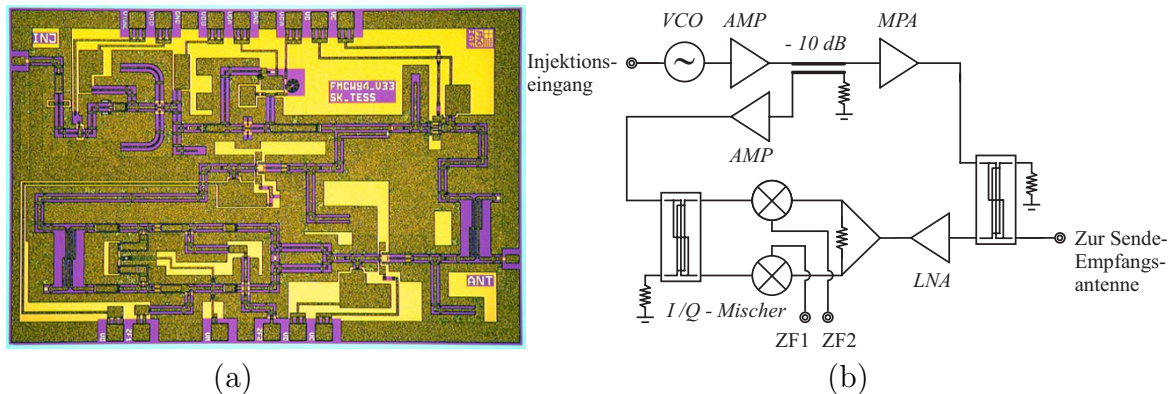 INJ
FMCW94_V33
SK_TESS
ANT
(a)
VCO
AMP
MPA
- 10 dB
Injektions-
eingang
AMP
LNA
Zur Sende-
Empfangs-
antenne
I /Q - Mischer
ZF1
ZF2
(b)